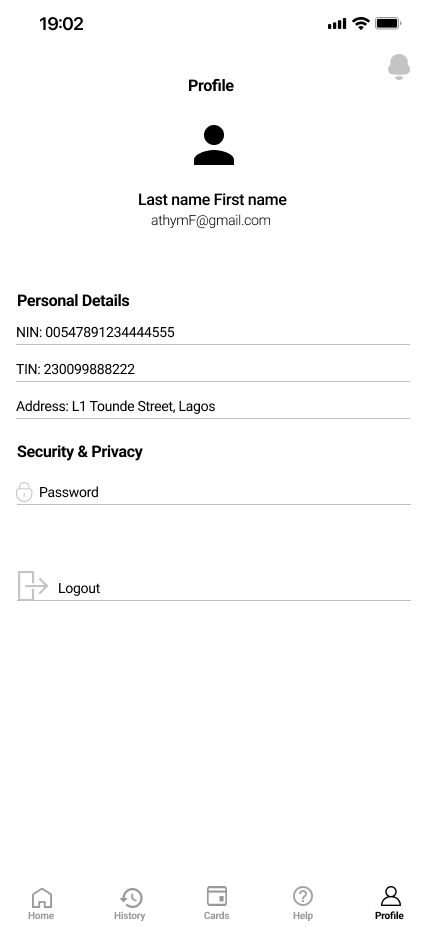 19:02
Profile
Last name First name
athymF@gmail.com
Personal Details
NIN: 00547891234444555
TIN: 230099888222
Address: L1 Tounde Street, Lagos
Security & Privacy
Password
Logout
Home History Cards Help Profile